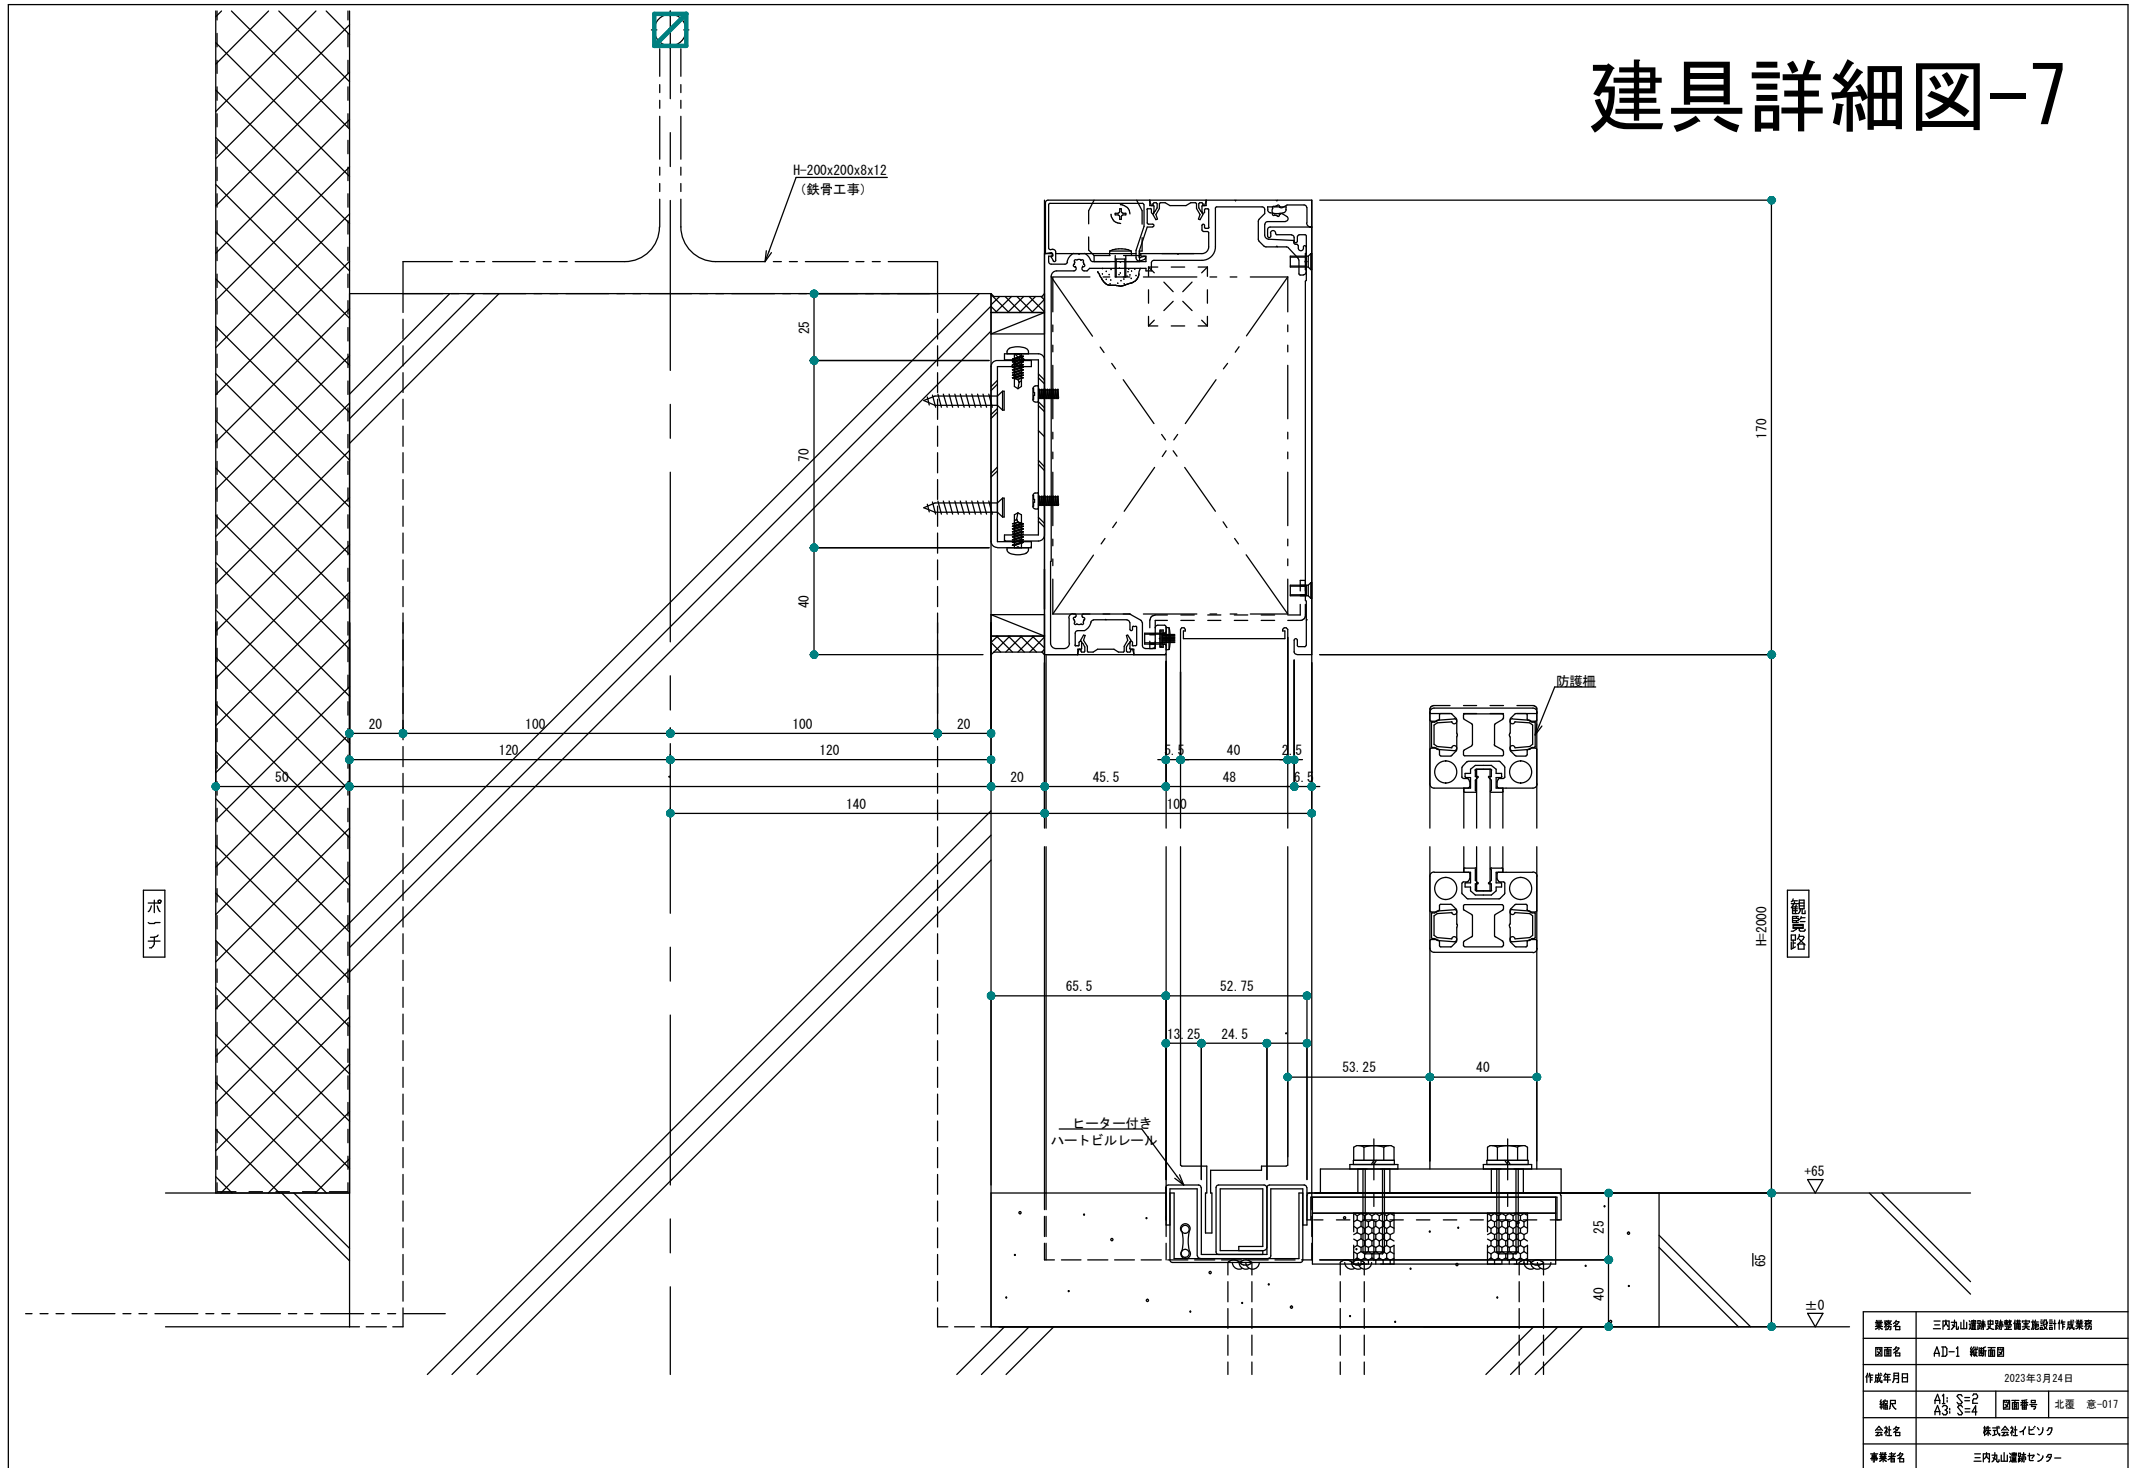 建具詳細図-7
H-200x200x8x12
(鉄骨工事)
25
70
40
170
防護柵
20
100
100
20
120
120
5.5
40
2.5
50
20
45.5
48
6.5
140
100
ポーチ
H=2000
観覧路
65.5
52.75
13.25
24.5
53.25
40
ヒーター付き
ハートビルレール
+65
25
65
40
±0
業務名 三内丸山遺跡史跡整備実施設計作成業務
図面名 AD-1 縦断面図
作成年月日 2023年3月24日
縮尺 A1: S=2
A3: S=4
図面番号 北覆 意-017
会社名 株式会社イビソク
事業者名 三内丸山遺跡センター